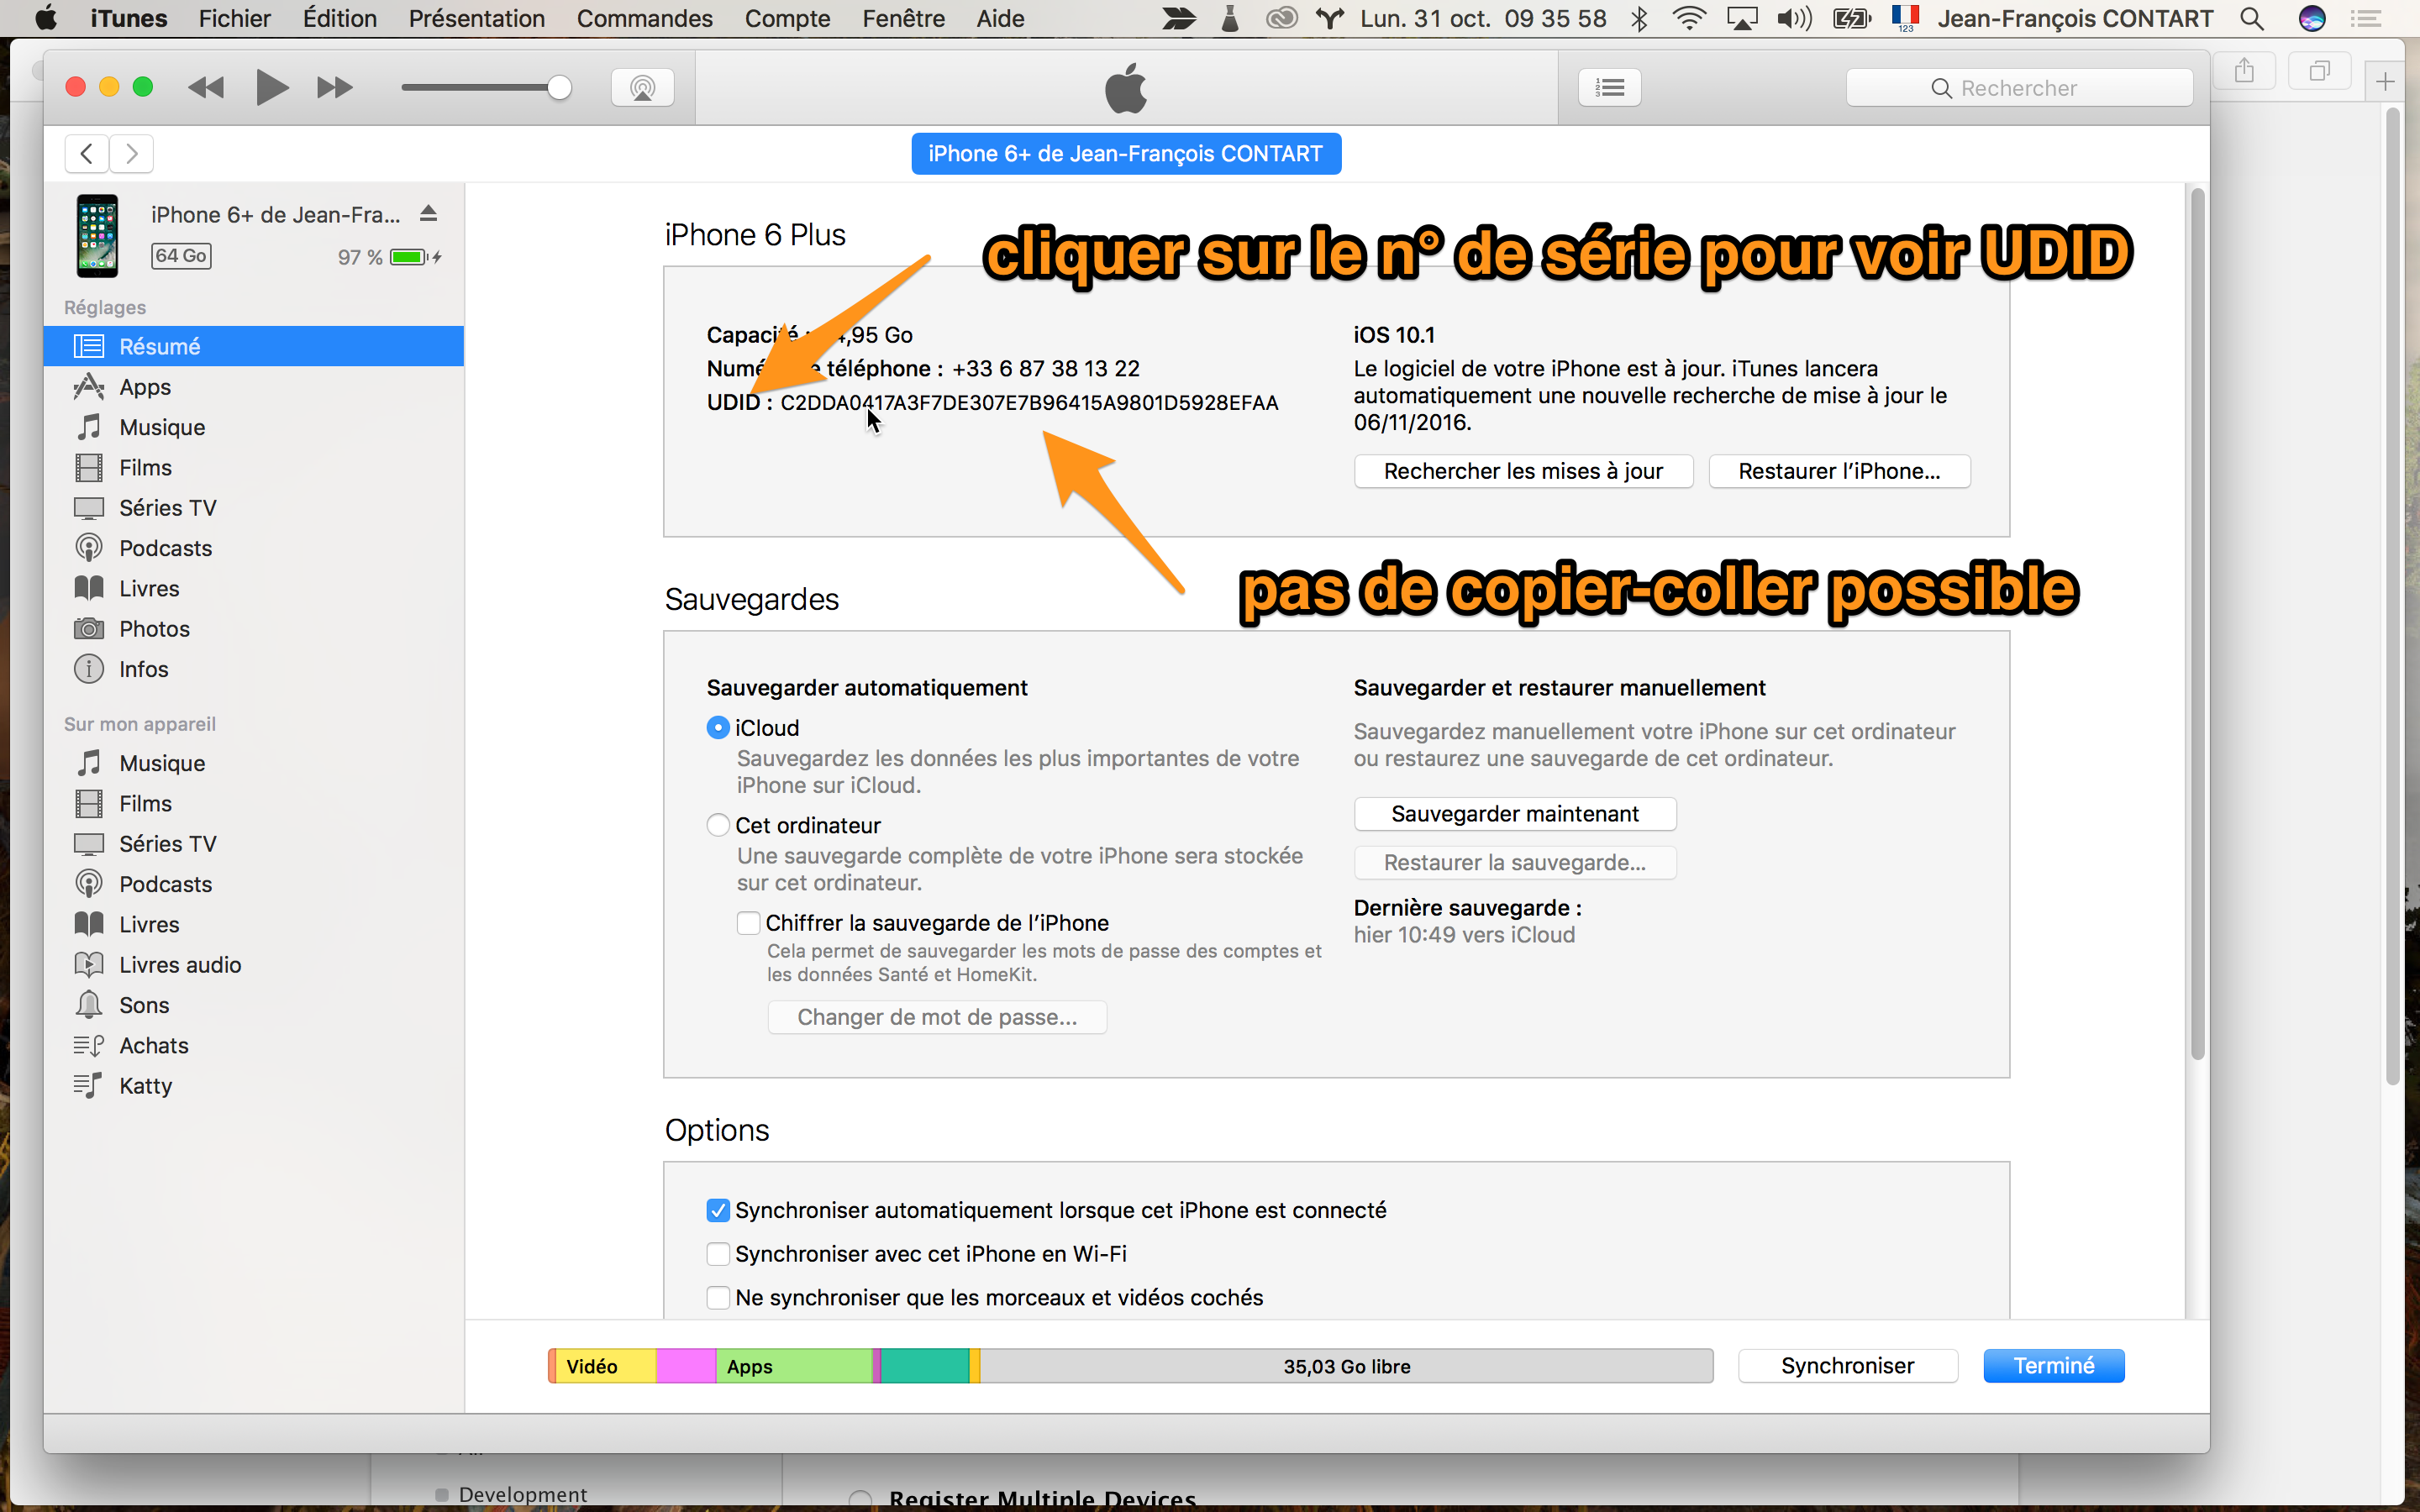 iTunes Fichier Édition Présentation Commandes Compte Fenêtre Aide
Lun. 31 oct. 09 35 58
123
Jean-François CONTART
Rechercher
iPhone 6+ de Jean-François CONTART
iPhone 6+ de Jean-Fra...
64 Go
97 %
Réglages
Résumé
Apps
Musique
Films
Séries TV
Podcasts
Livres
Photos
Infos
Sur mon appareil
Musique
Films
Séries TV
Podcasts
Livres
Livres audio
Sons
Achats
Katty
iPhone 6 Plus
cliquer sur le n° de série pour voir UDID
Capacité : ,95 Go
téléphone : +33 6 87 38 13 22
UDID : C2DDA0417A3F7DE307E7B96415A9801D5928EFAA
iOS 10.1
Le logiciel de votre iPhone est à jour. iTunes lancera
automatiquement une nouvelle recherche de mise à jour le
06/11/2016.
Rechercher les mises à jour
Restaurer l'iPhone...
pas de copier-coller possible
Sauvegardes
Sauvegarder automatiquement
iCloud
Sauvegardez les données les plus importantes de votre
iPhone sur iCloud.
Cet ordinateur
Une sauvegarde complète de votre iPhone sera stockée
sur cet ordinateur.
Chiffrer la sauvegarde de l'iPhone
Cela permet de sauvegarder les mots de passe des comptes et
les données Santé et HomeKit.
Changer de mot de passe...
Sauvegarder et restaurer manuellement
Sauvegardez manuellement votre iPhone sur cet ordinateur
ou restaurez une sauvegarde de cet ordinateur.
Sauvegarder maintenant
Restaurer la sauvegarde...
Dernière sauvegarde :
hier 10:49 vers iCloud
Options
Synchroniser automatiquement lorsque cet iPhone est connecté
Synchroniser avec cet iPhone en Wi-Fi
Ne synchroniser que les morceaux et vidéos cochés
Vidéo
Apps
35,03 Go libre
Synchroniser
Terminé
Development
Register Multiple Devices